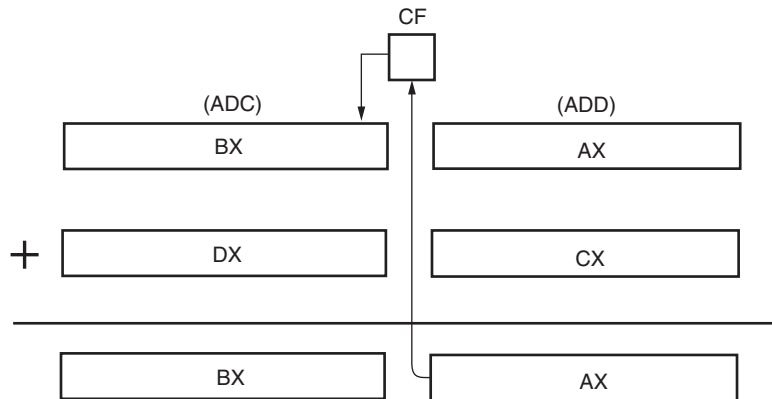 CF
(ADC) (ADD)
BX AX
+ DX CX
BX AX